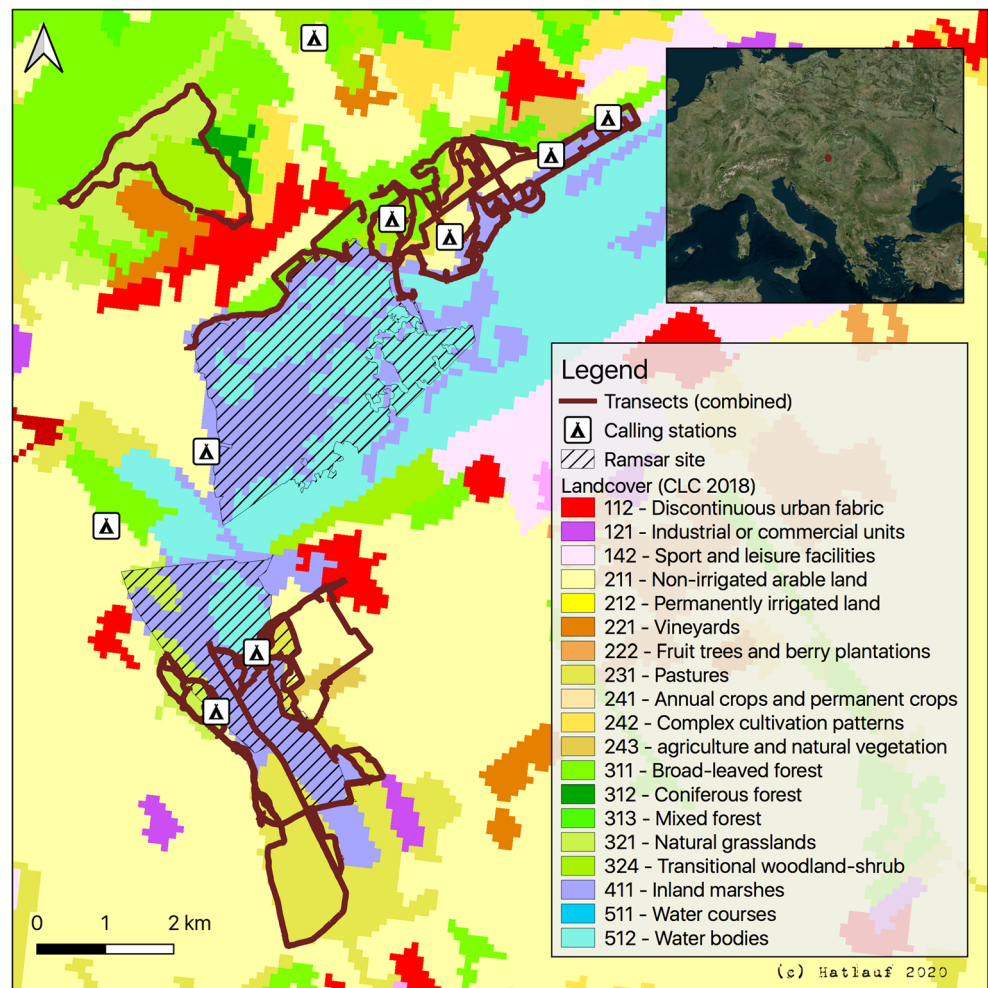 Legend
Transects (combined)
Calling stations
Ramsar site
Landcover (CLC 2018)
112 - Discontinuous urban fabric
121 - Industrial or commercial units
142 - Sport and leisure facilities
211 - Non-irrigated arable land
212 - Permanently irrigated land
221 - Vineyards
222 - Fruit trees and berry plantations
231 - Pastures
241 - Annual crops and permanent crops
242 - Complex cultivation patterns
243 - agriculture and natural vegetation
311 - Broad-leaved forest
312 - Coniferous forest
313 - Mixed forest
321 - Natural grasslands
324 - Transitional woodland-shrub
411 - Inland marshes
511 - Water courses
512 - Water bodies
0 1 2 km
(c) Hatlauf 2020